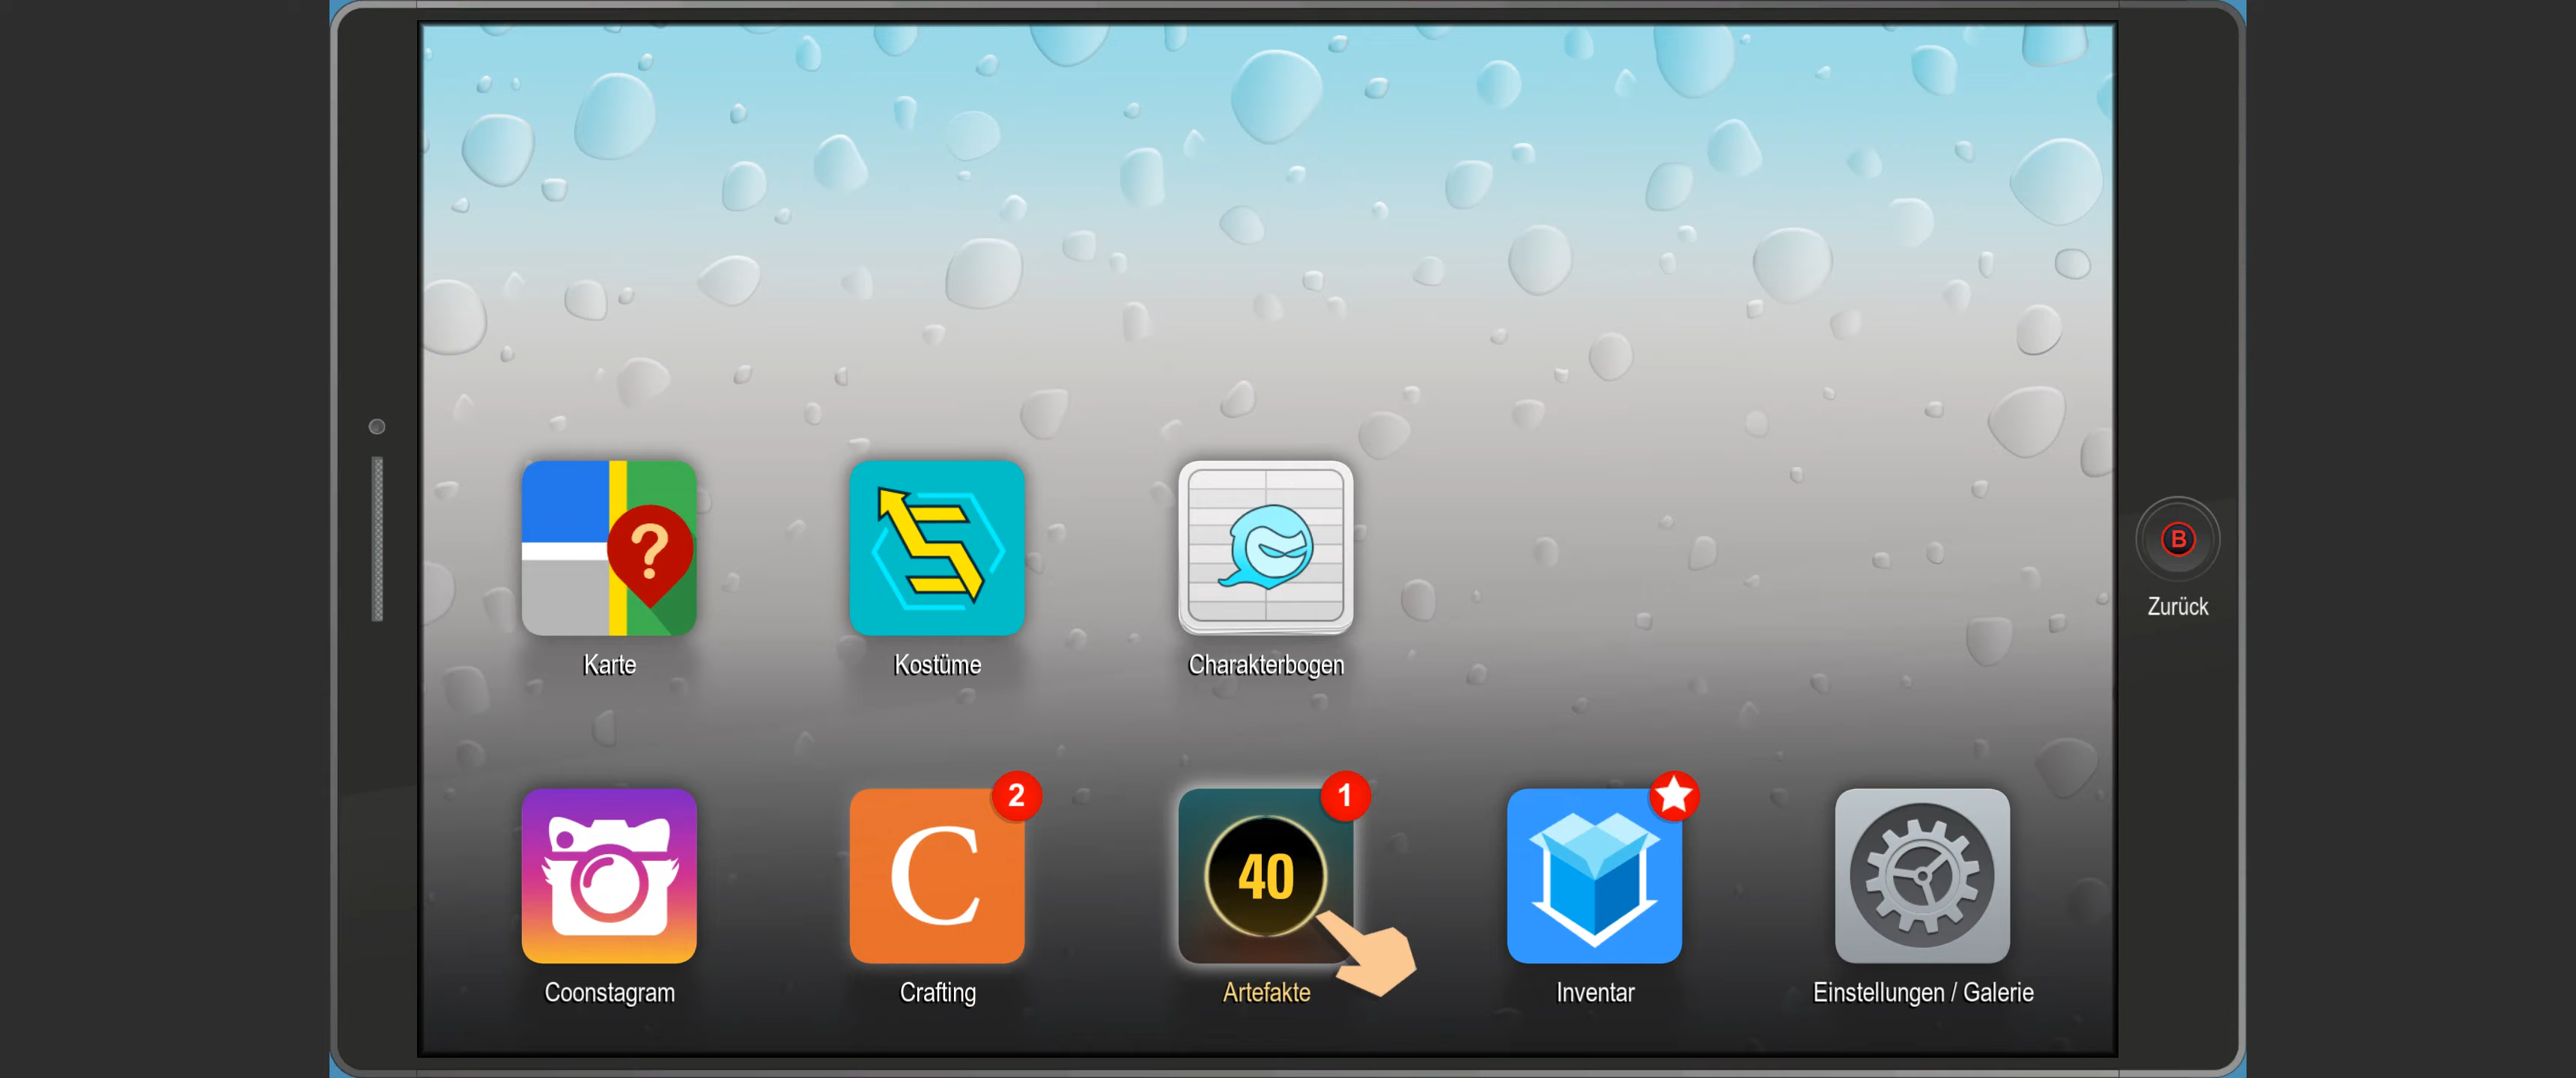 ?
Karte
Kostüme
Charakterbogen
B
Zurück
2
1
C
40
Coonstagram
Crafting
Artefakte
Inventar
Einstellungen / Galerie